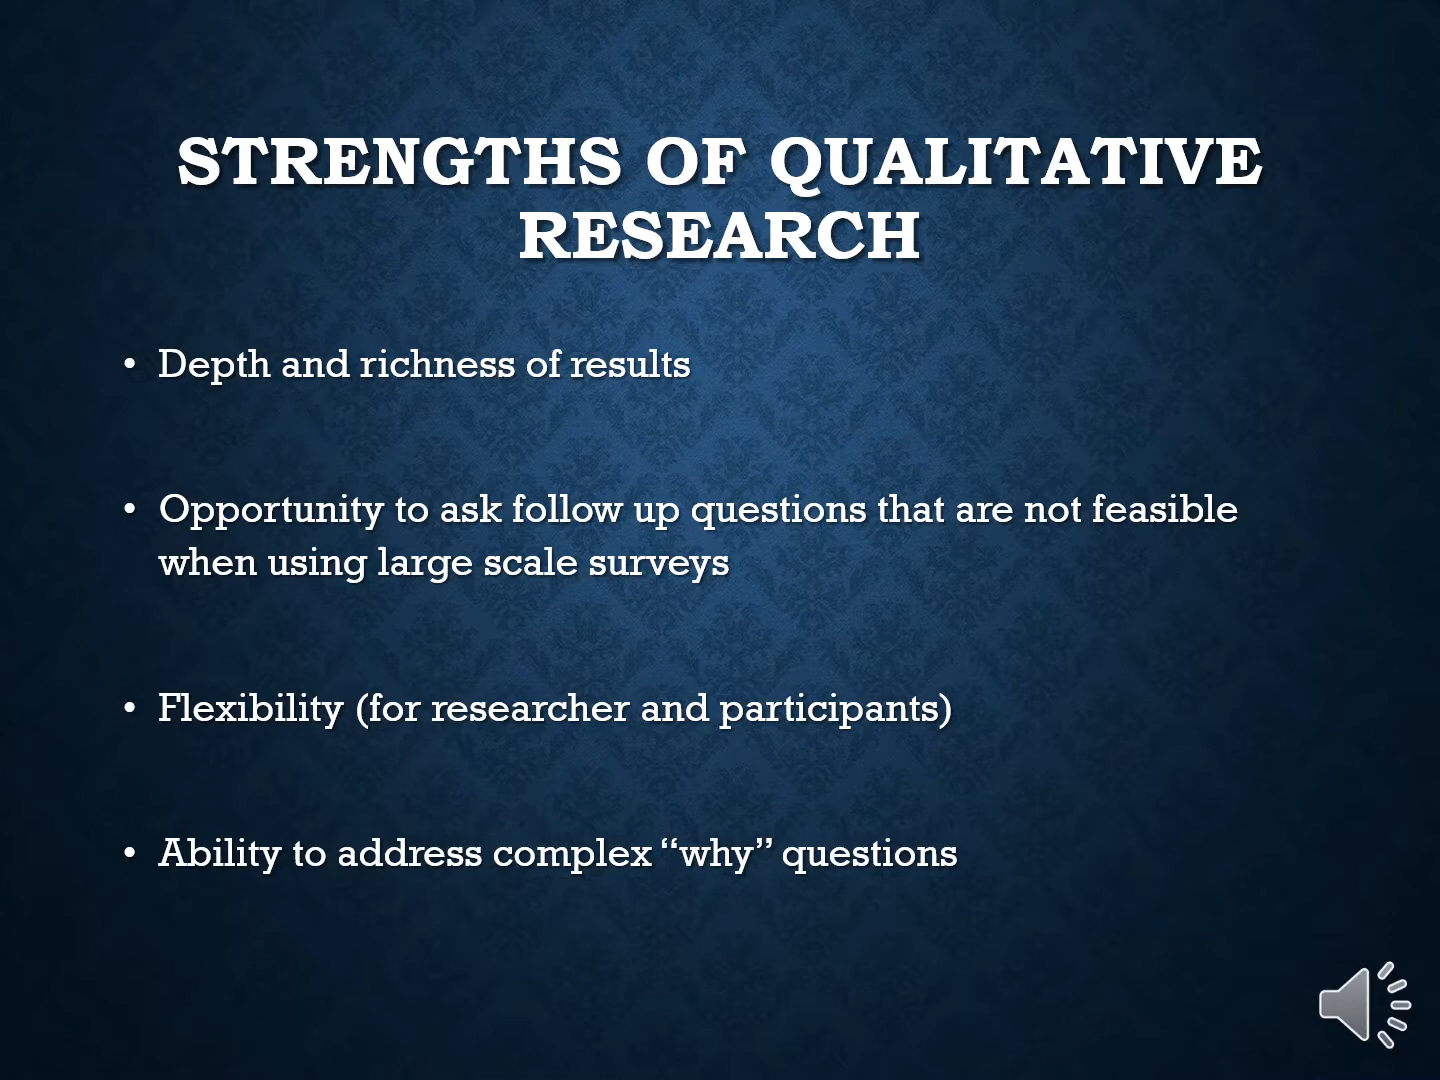 STRENGTHS OF QUALITATIVE
RESEARCH
• Depth and richness of results
• Opportunity to ask follow up questions that are not feasible
when using large scale surveys
• Flexibility (for researcher and participants)
• Ability to address complex “why” questions